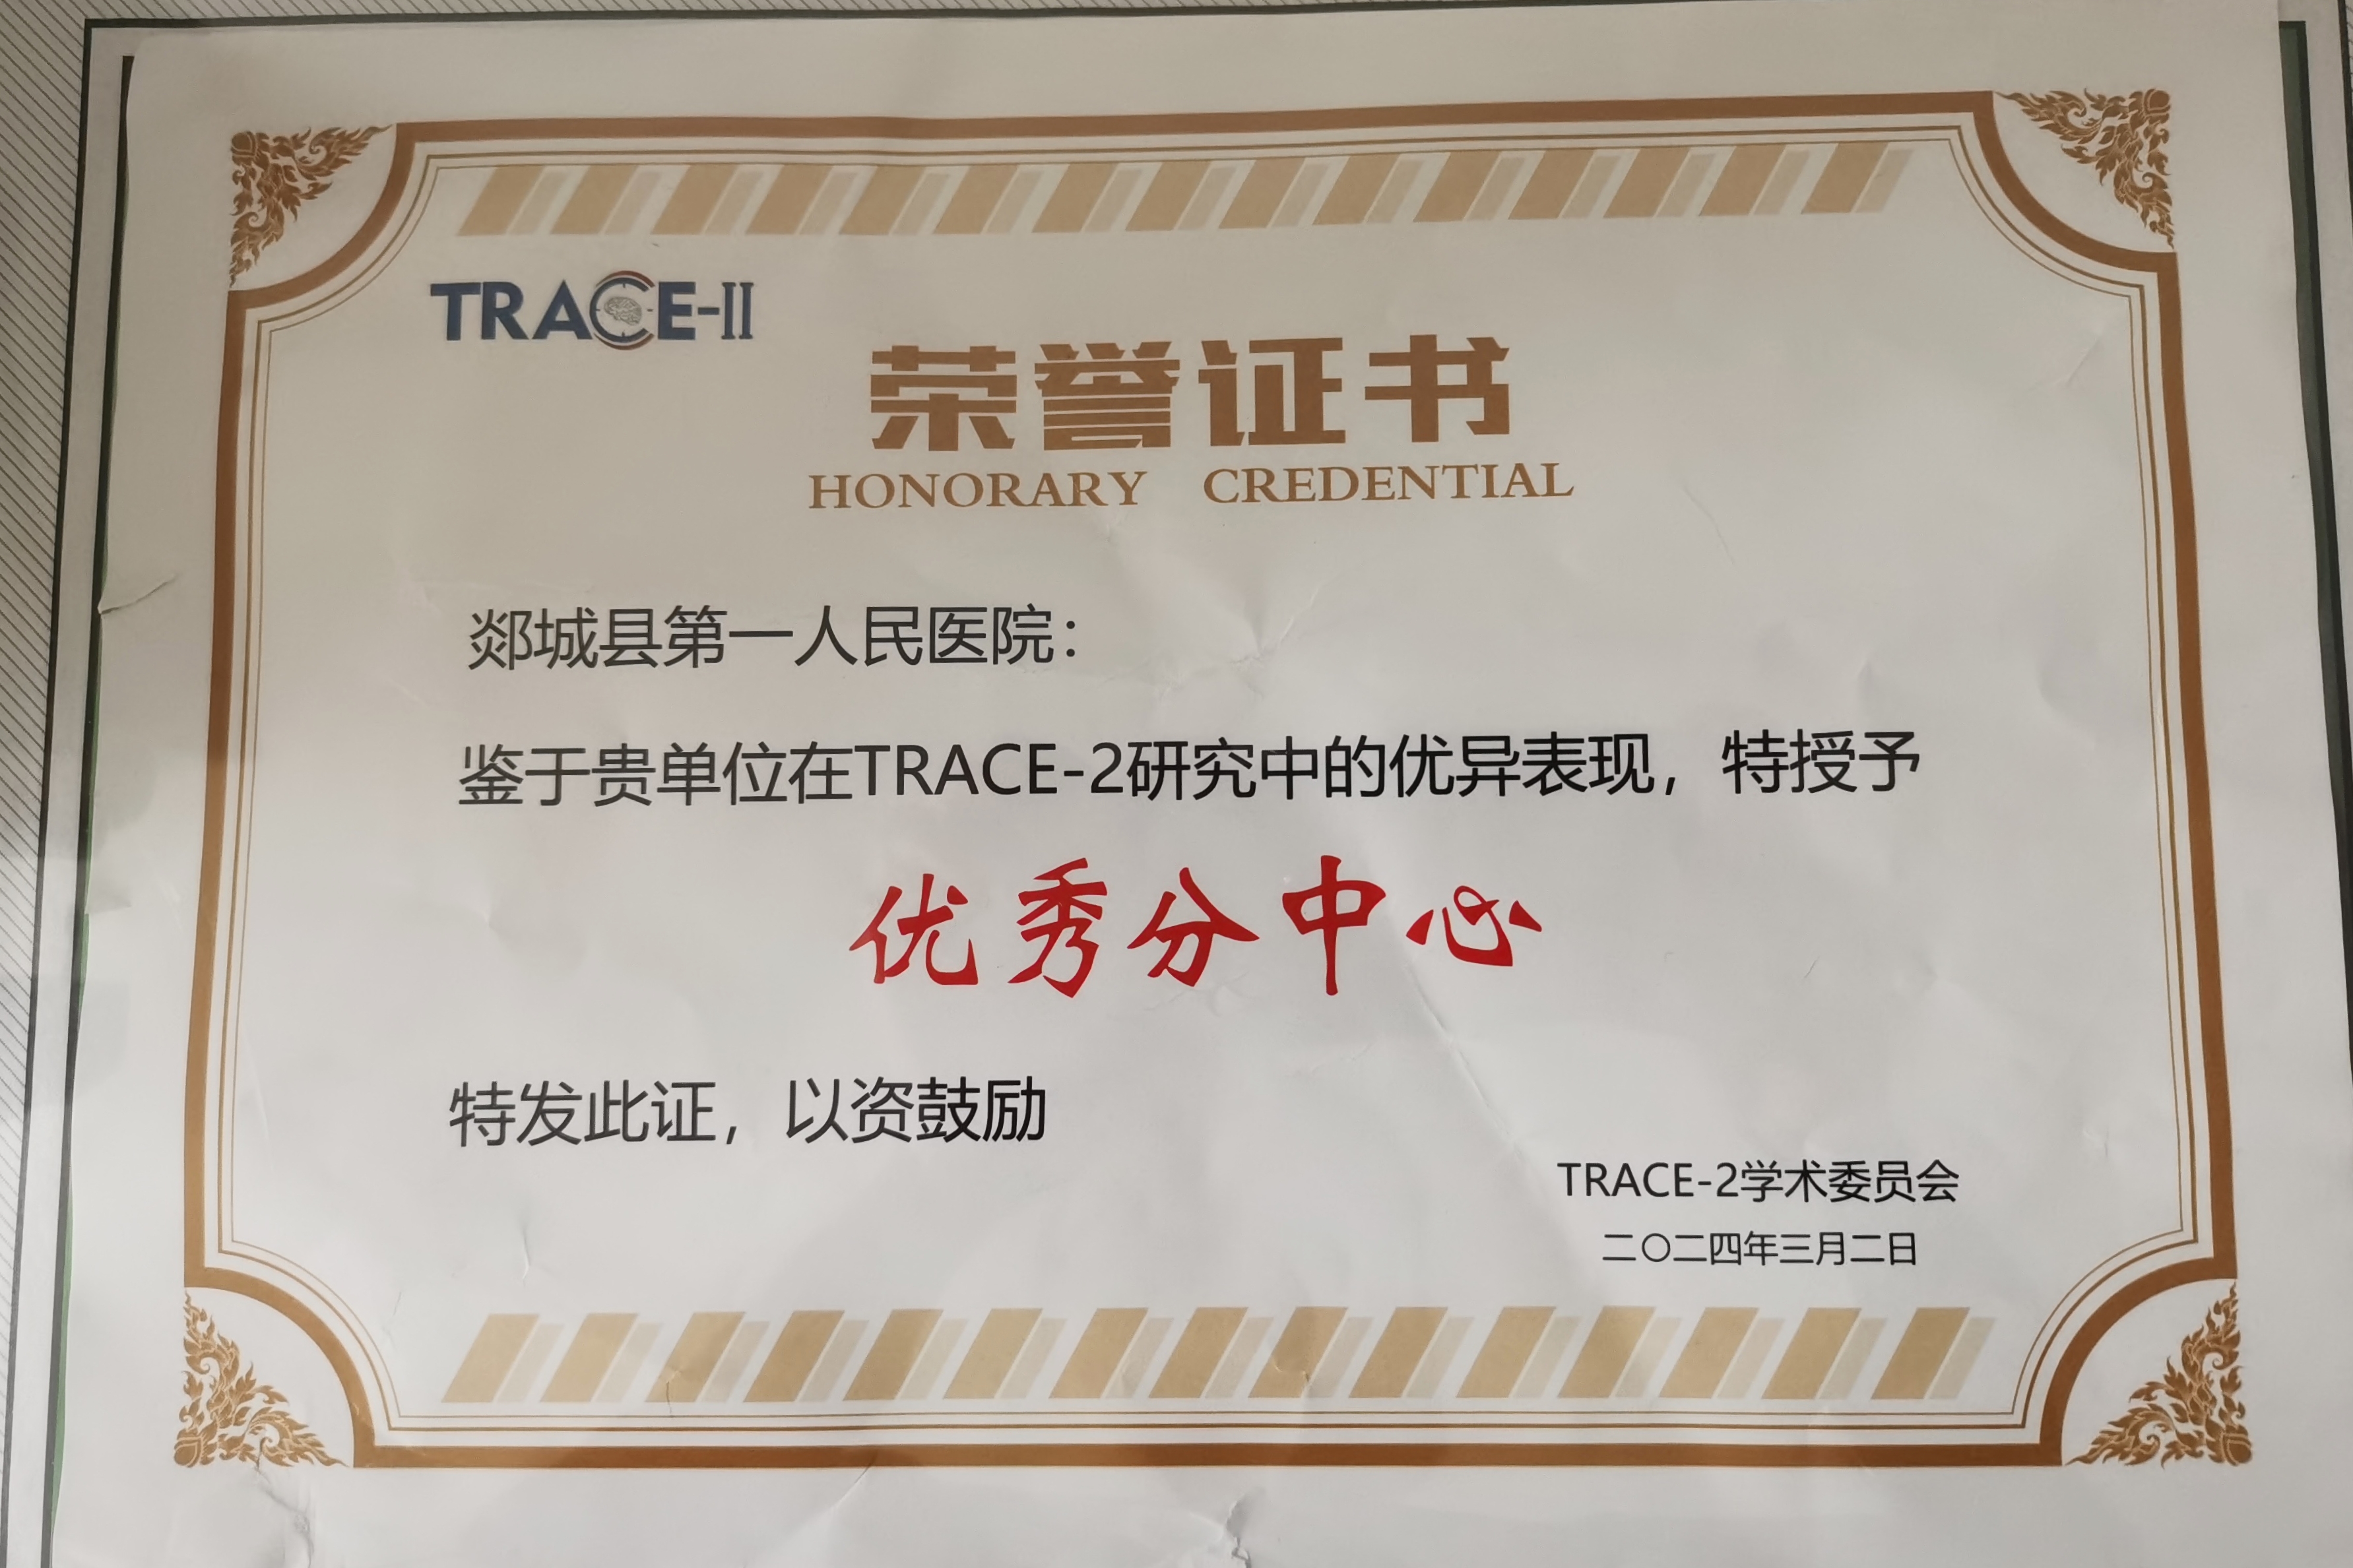 TRACE-II
荣誉证书
HONORARY CREDENTIAL
郯城县第一人民医院：
鉴于贵单位在TRACE-2研究中的优异表现，特授予
优秀分中心
特发此证，以资鼓励
TRACE-2学术委员会
二〇二四年三月二日